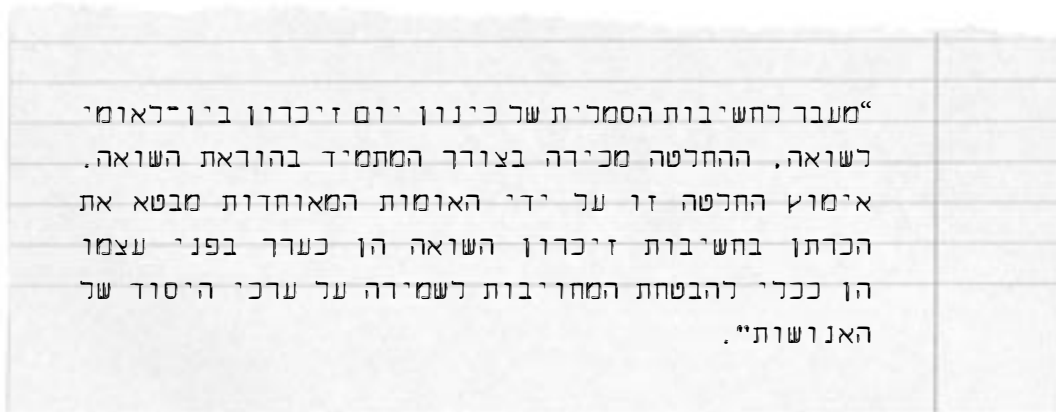 “מעבר לחשיבות הסמלית של כינון יום זיכרון בין-לאומי
לשואה, ההחלטה מכירה בצורך המתמיד בהוראת השואה.
אימוץ החלטה זו על ידי האומות המאוחדות מבטא את
הכרתן בחשיבות זיכרון השואה הן כערך בפני עצמו
הן ככלי להבטחת המחויבות לשמירה על ערכי היסוד של
האנושות”.